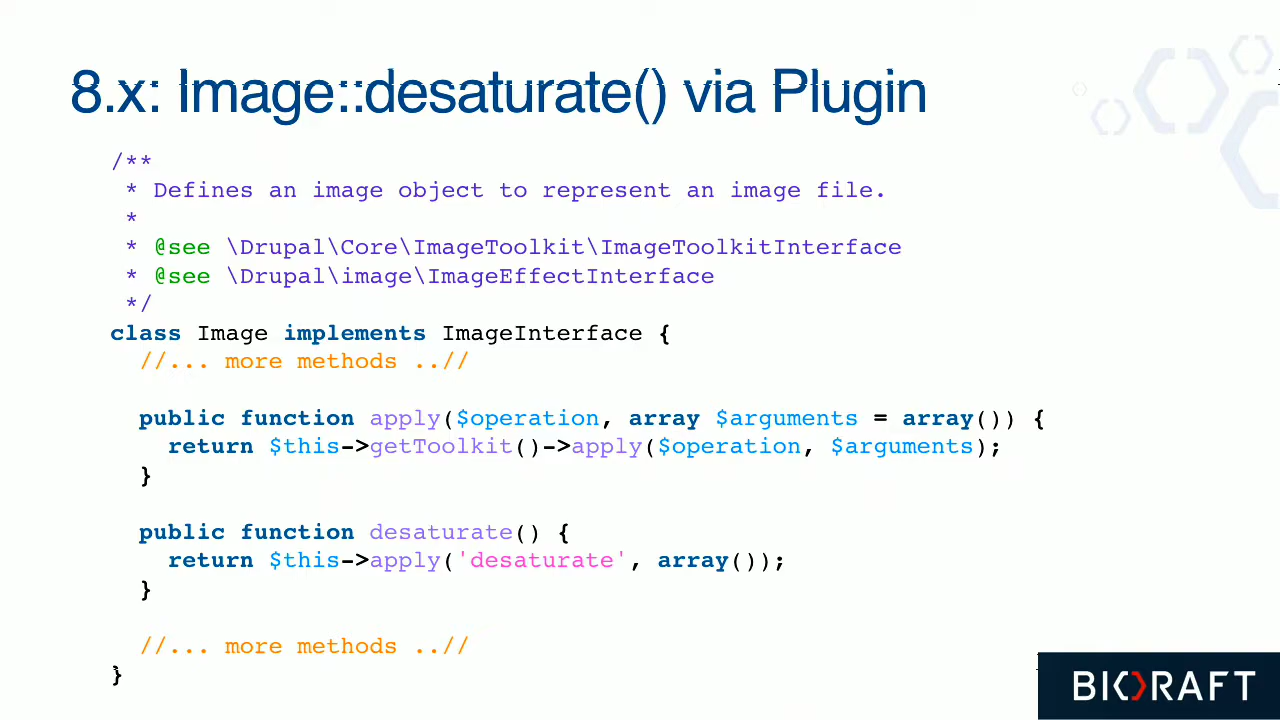 8.x: Image::desaturate() via Plugin
/**
 * Defines an image object to represent an image file.
 *
 * @see \Drupal\Core\ImageToolkit\ImageToolkitInterface
 * @see \Drupal\image\ImageEffectInterface
 */
class Image implements ImageInterface {
  //... more methods ..//

  public function apply($operation, array $arguments = array()) {
    return $this->getToolkit()->apply($operation, $arguments);
  }

  public function desaturate() {
    return $this->apply('desaturate', array());
  }

  //... more methods ..//
}
BIORAFT